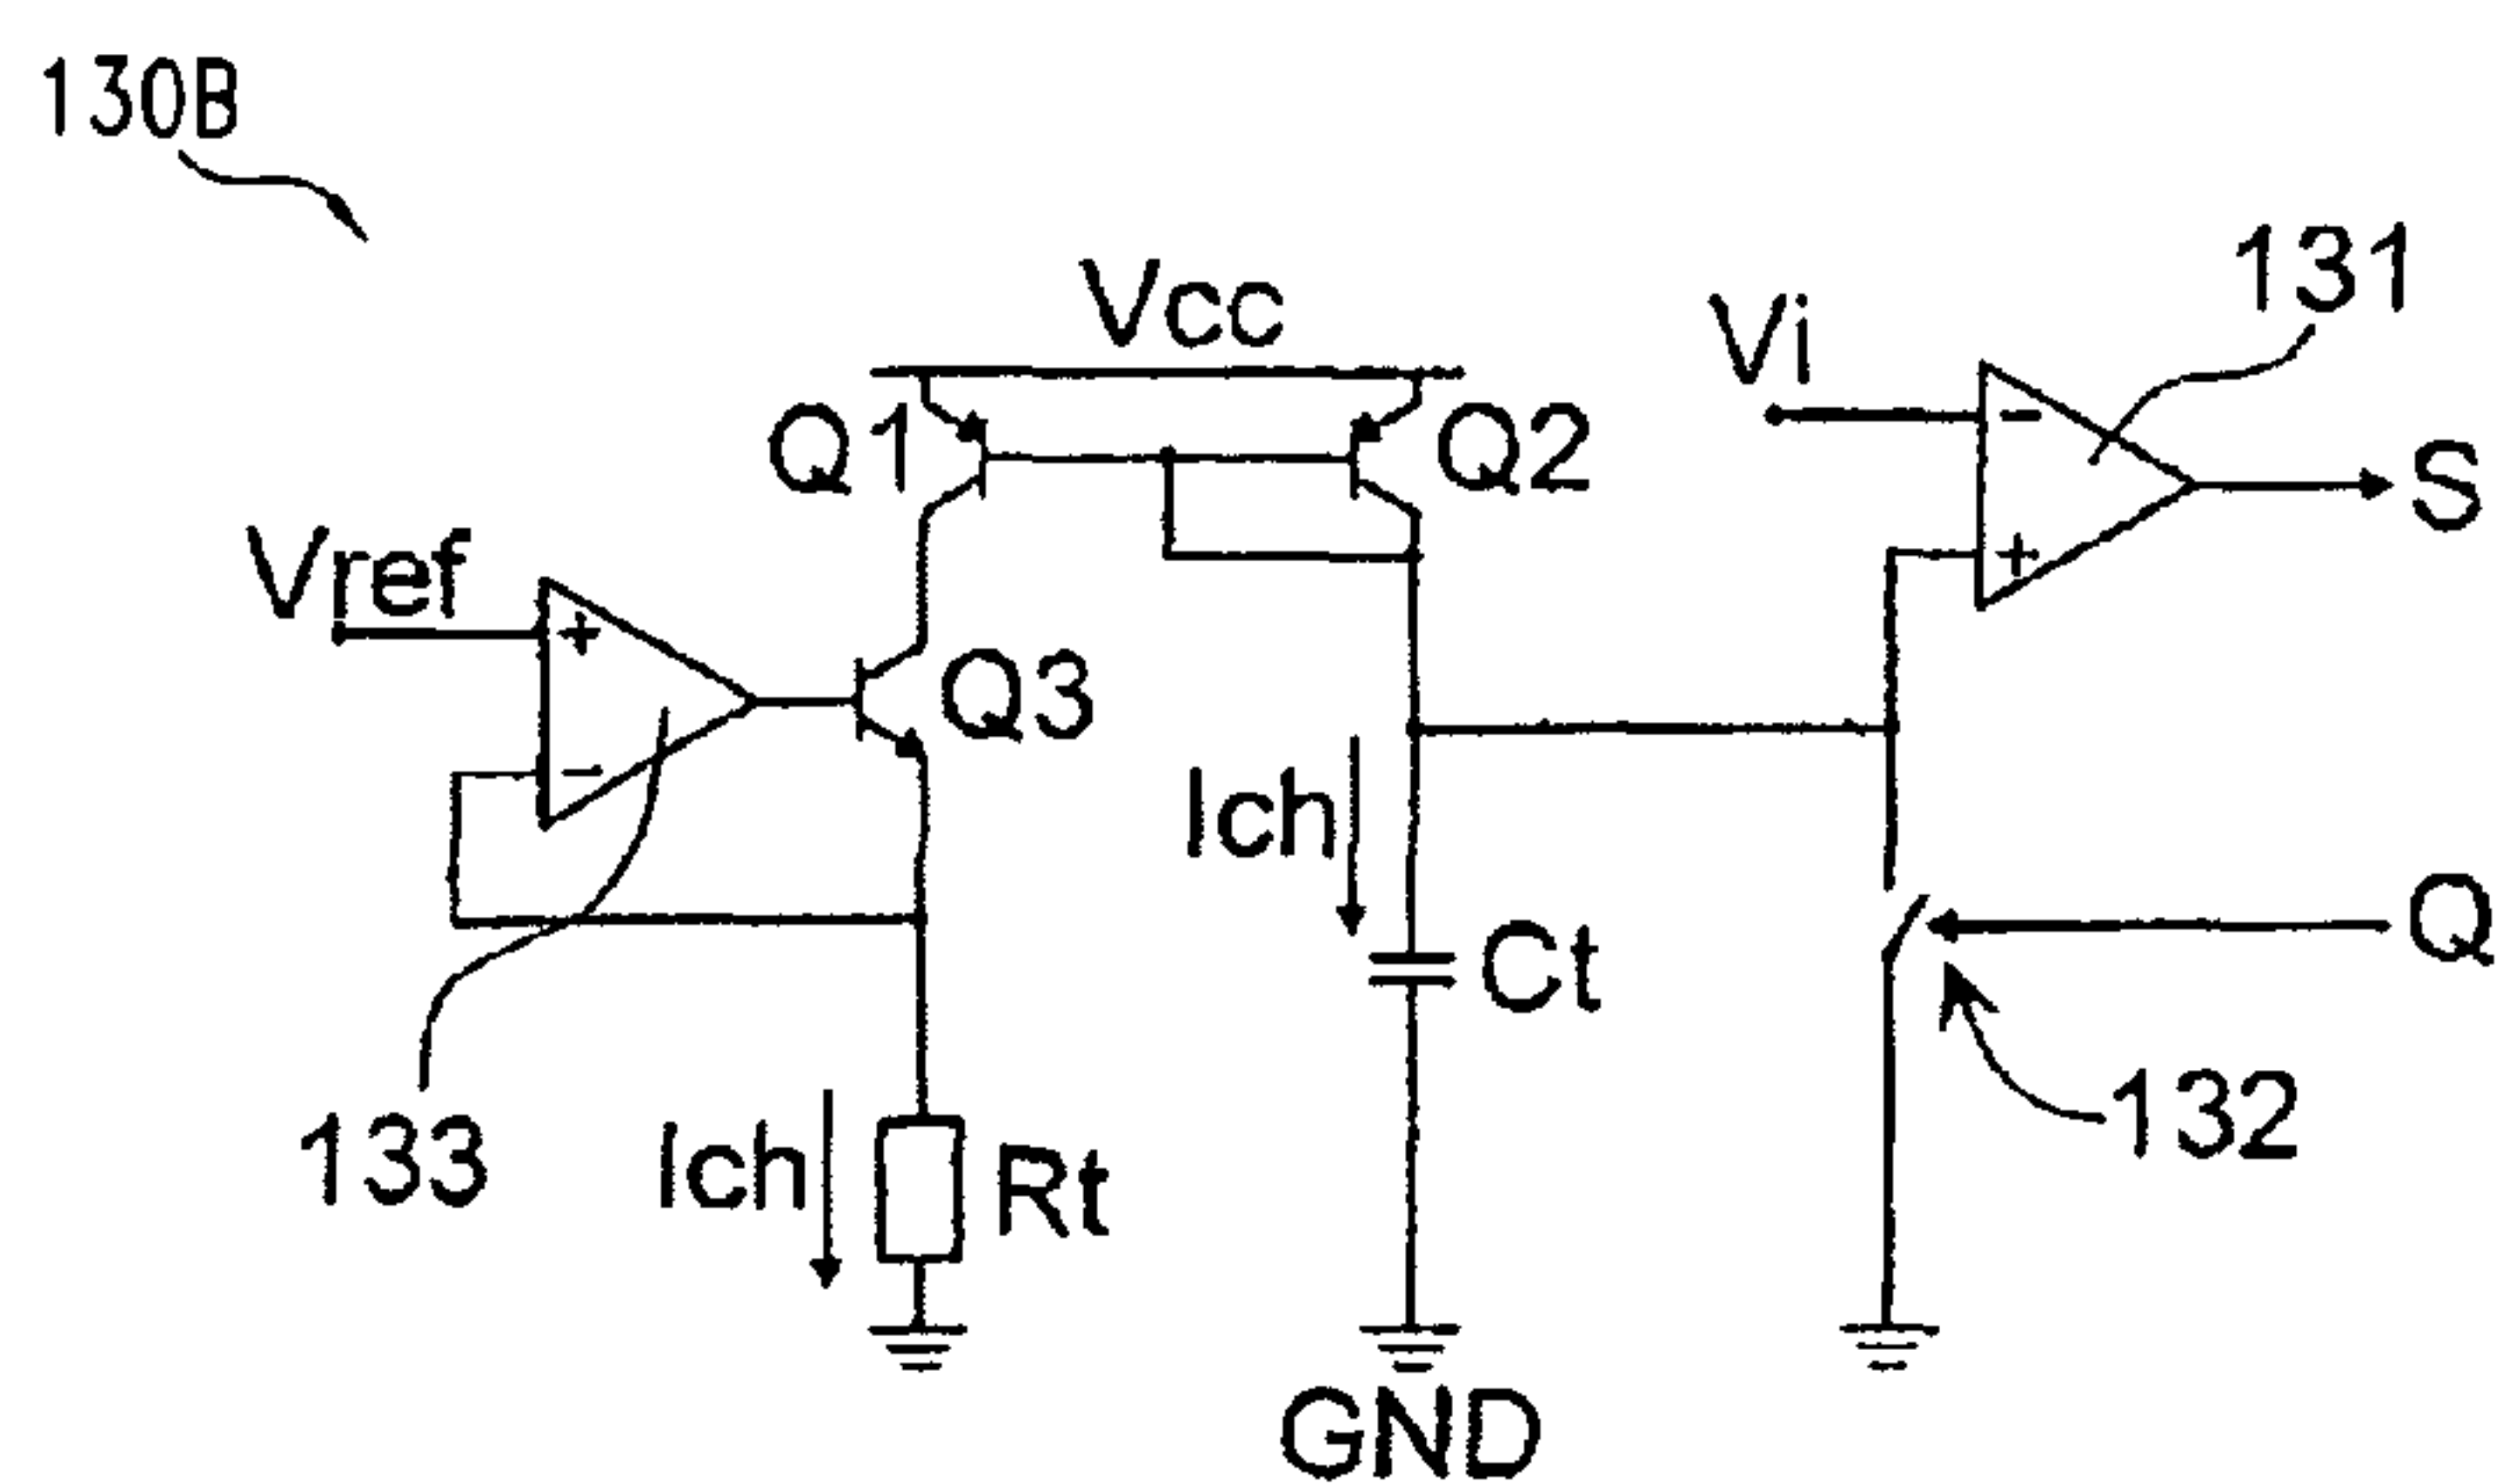 130B
Vcc
131
Vi
-
Q1
Q2
S
Vref
+
+
Q3
-
Ich
Q
Ct
132
133
Ich
Rt
GND